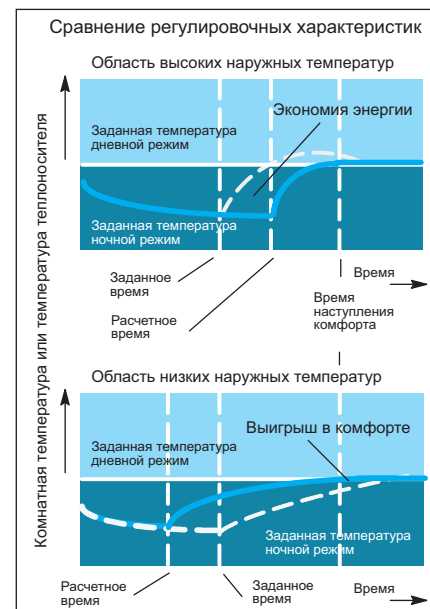 Сравнение регулировочных характеристик
Комнатная температура или температура теплоносителя
Область высоких наружных температур
Экономия энергии
Заданная температура
дневной режим
Заданная температура
ночной режим
Заданное
время
Время
Расчетное
время
Время
наступления
комфорта
Область низких наружных температур
Выигрыш в комфорте
Заданная температура
дневной режим
Заданная температура
ночной режим
Расчетное
время
Заданное
время
Время